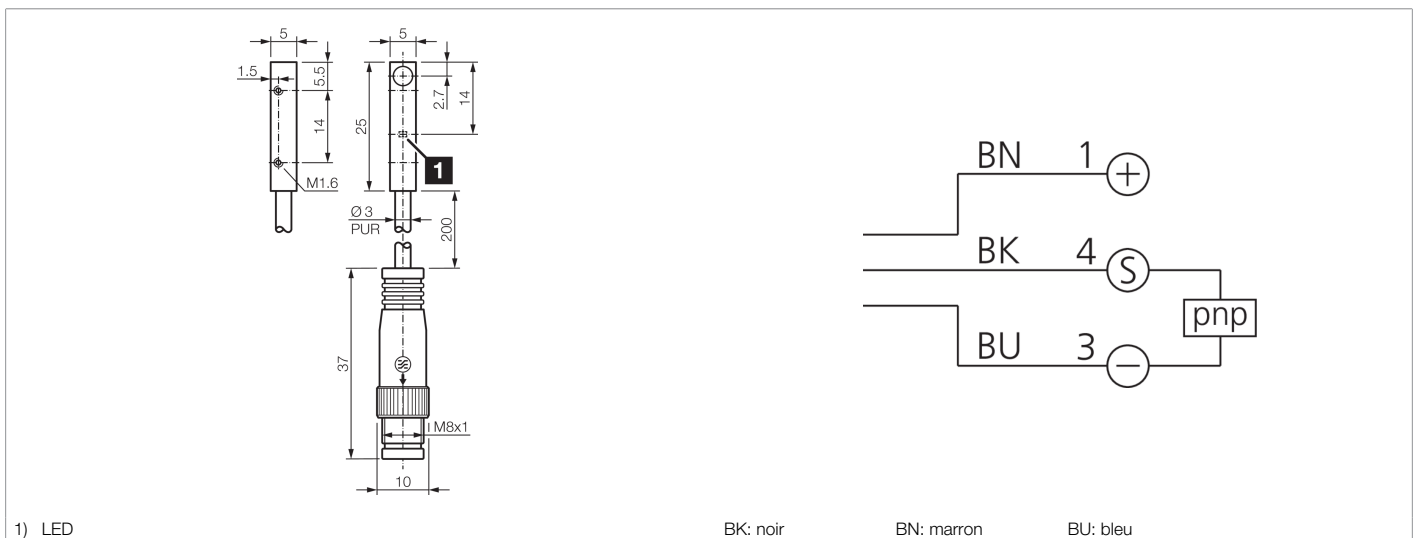 5
5
1.5
5.5
2.7
14
14
25
1
M1.6
Ø 3
PUR
200
37
M8x1
10
BN 1 +
BK 4 S
pnp
BU 3 −
1) LED
BK: noir BN: marron BU: bleu